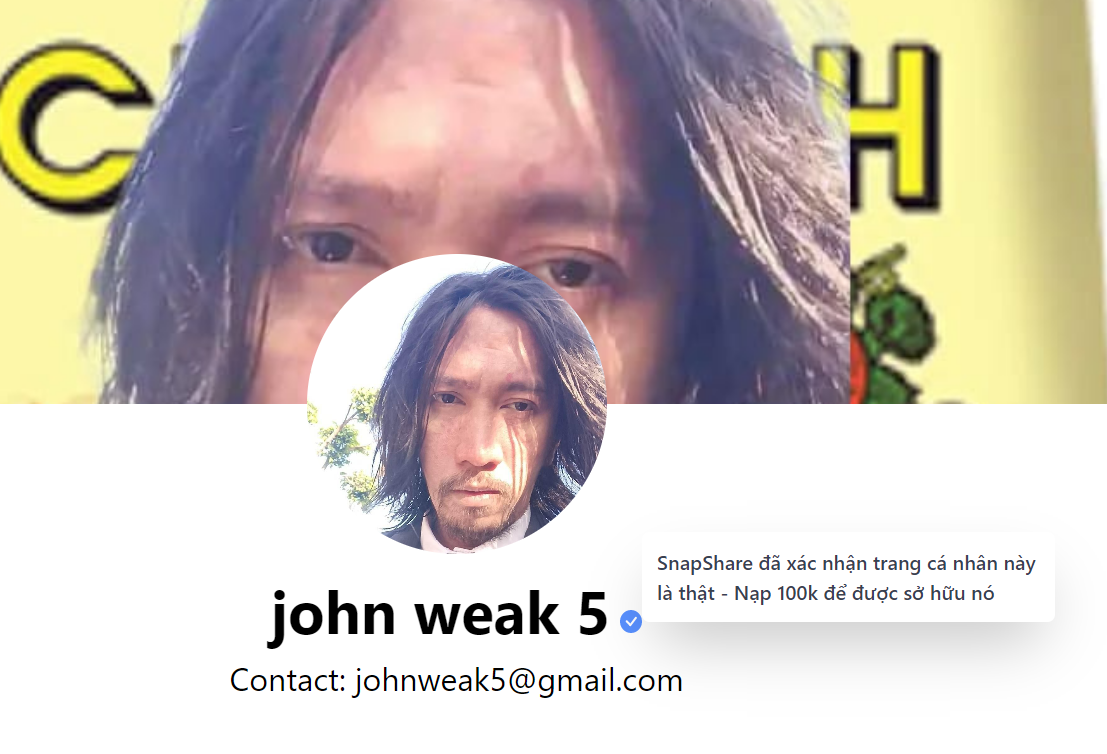 C H
john weak 5
SnapShare đã xác nhận trang cá nhân này
là thật - Nạp 100k để được sở hữu nó
Contact: johnweak5@gmail.com